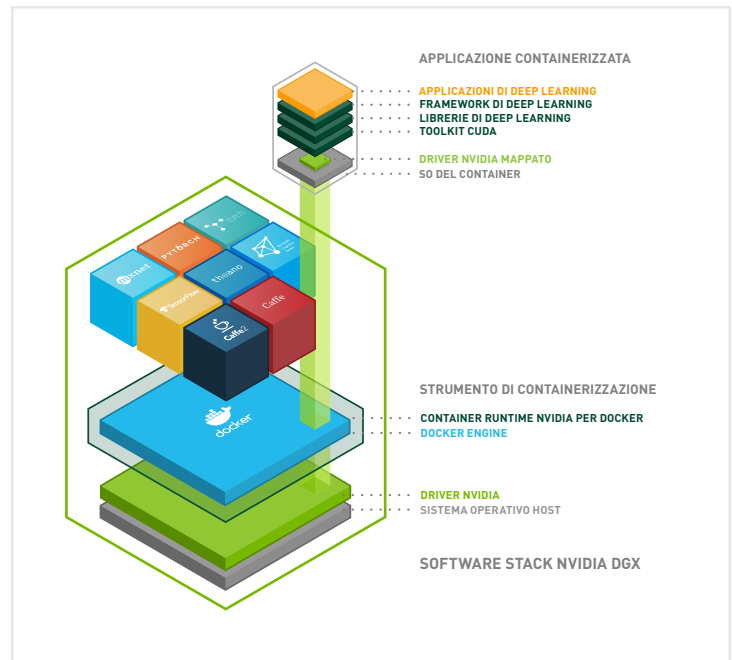 APPLICAZIONE CONTAINERIZZATA
APPLICAZIONI DI DEEP LEARNING
FRAMEWORK DI DEEP LEARNING
LIBRERIE DI DEEP LEARNING
TOOLKIT CUDA
DRIVER NVIDIA MAPPATO
SO DEL CONTAINER
torch
PYTORCH
mxnet
theano
TensorFlow
Caffe
Caffe2
STRUMENTO DI CONTAINERIZZAZIONE
CONTAINER RUNTIME NVIDIA PER DOCKER
DOCKER ENGINE
docker
DRIVER NVIDIA
SISTEMA OPERATIVO HOST
SOFTWARE STACK NVIDIA DGX